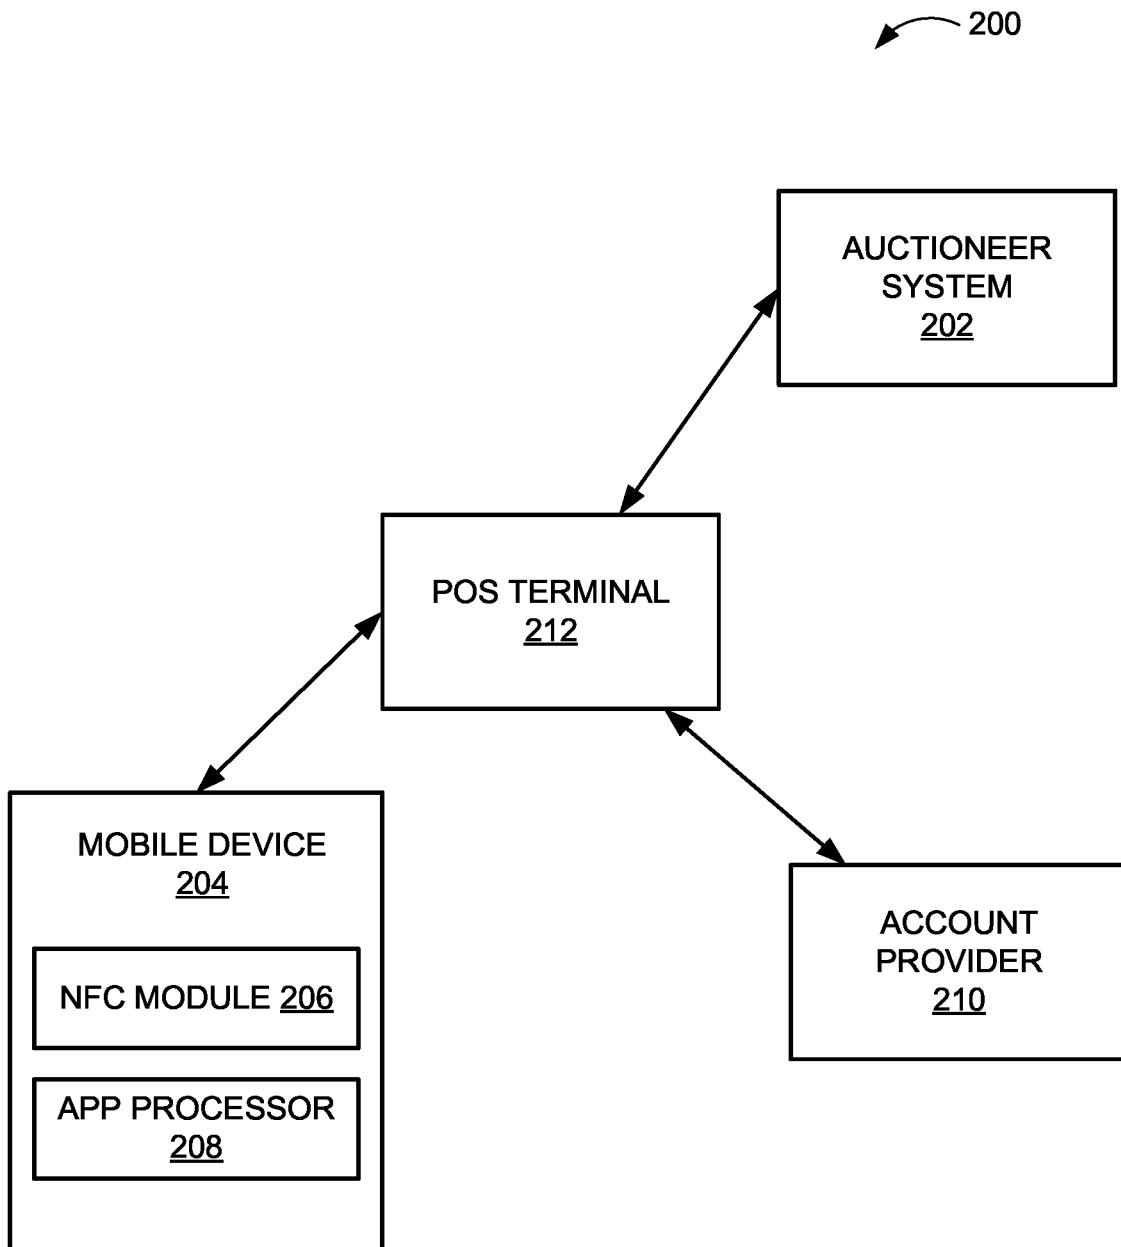 200
AUCTIONEER
SYSTEM
202
POS TERMINAL
212
MOBILE DEVICE
204
NFC MODULE 206
APP PROCESSOR
208
ACCOUNT
PROVIDER
210